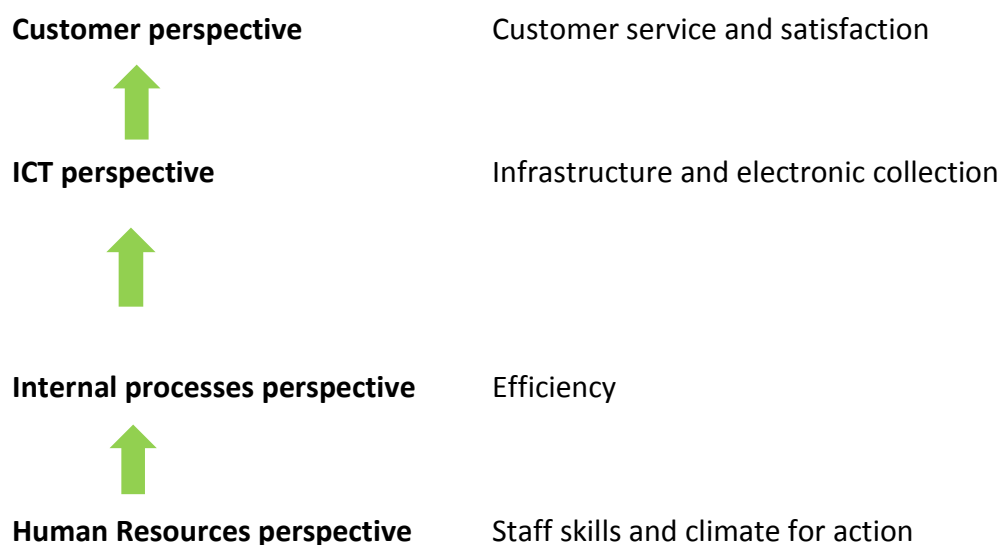 Customer perspective Customer service and satisfaction
ICT perspective Infrastructure and electronic collection
Internal processes perspective Efficiency
Human Resources perspective Staff skills and climate for action